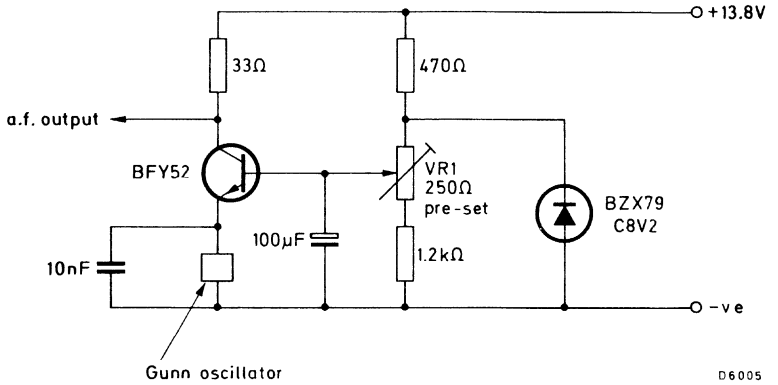 +13.8V
33Ω
470Ω
a.f. output
BFY52
VR1
250Ω
pre-set
BZX79
C8V2
100µF
10nF
1.2kΩ
-ve
Gunn oscillator
D6005